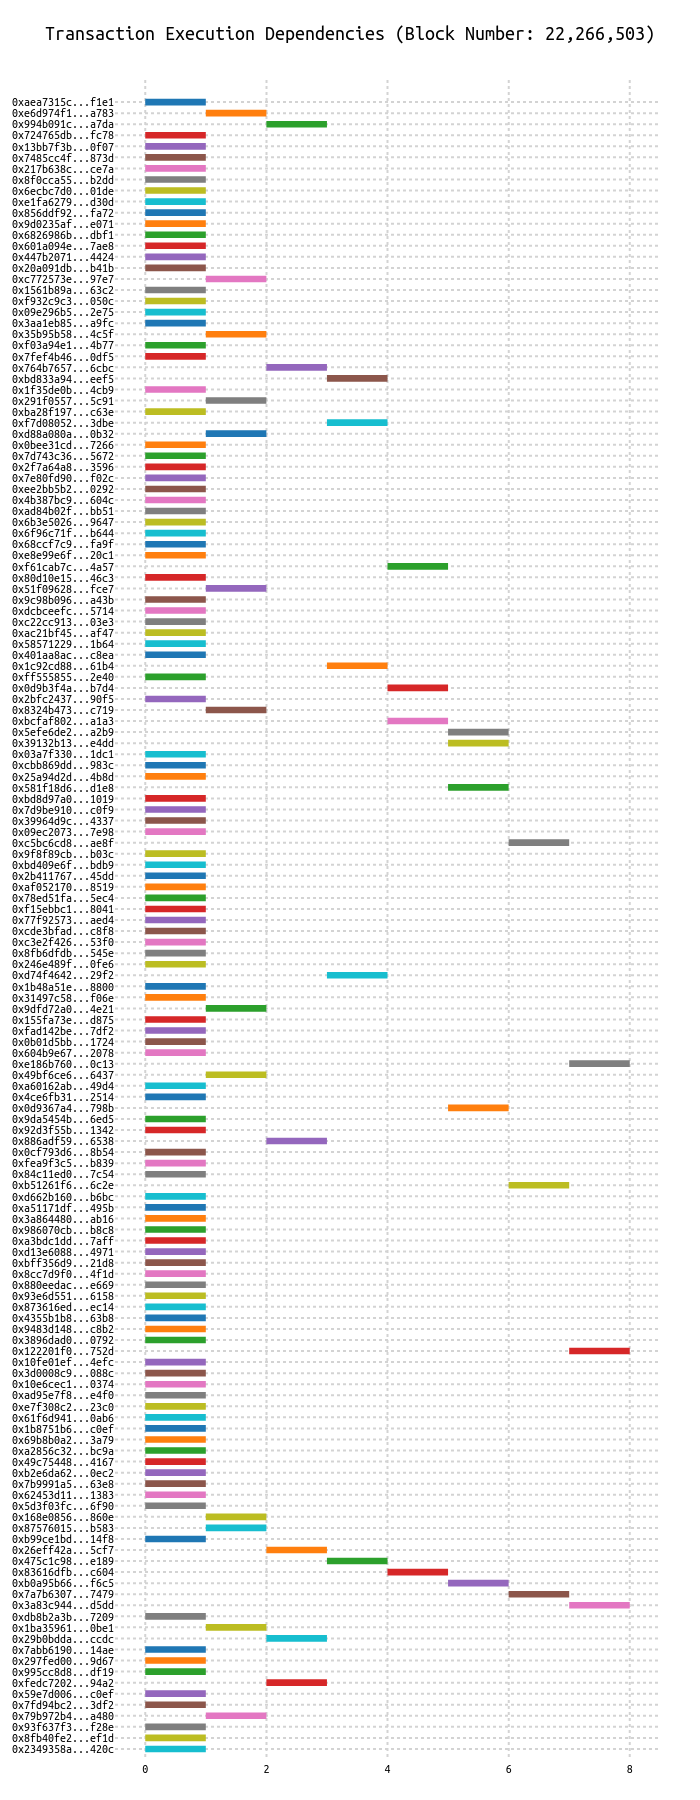 Transaction Execution Dependencies (Block Number: 22,266,503)
0xaea7315c...f1e1
0xe6d974f1...a783
0x994b091c...a7da
0x724765db...fc78
0x13bb7f3b...0f07
0x7485cc4f...873d
0x217b638c...ce7a
0x8f0cca55...b2dd
0x6ecbc7d0...01de
0xe1fa6279...d30d
0x856ddf92...fa72
0x9d0235af...e071
0x6826986b...dbf1
0x601a094e...7ae8
0x447b2071...4424
0x20a091db...b41b
0xc772573e...97e7
0x1561b89a...63c2
0xf932c9c3...050c
0x09e296b5...2e75
0x3aa1eb85...a9fc
0x35b95b58...4c5f
0xf03a94e1...4b77
0x7fef4b46...0df5
0x764b7657...6cbc
0xbd833a94...eef5
0x1f35de0b...4cb9
0x291f0557...5c91
0xba28f197...c63e
0xf7d08052...3dbe
0xd88a080a...0b32
0x0bee31cd...7266
0x7d743c36...5672
0x2f7a64a8...3596
0x7e80fd90...f02c
0xee2bb5b2...0292
0x4b387bc9...604c
0xad84b02f...bb51
0x6b3e5026...9647
0x6f96c71f...b644
0x68ccf7c9...fa9f
0xe8e99e6f...20c1
0xf61cab7c...4a57
0x80d10e15...46c3
0x51f09628...fce7
0x9c98b096...a43b
0xdcbceefc...5714
0xc22cc913...03e3
0xac21bf45...af47
0x58571229...1b64
0x401aa8ac...c8ea
0x1c92cd88...61b4
0xff555855...2e40
0x0d9b3f4a...b7d4
0x2bfc2437...90f5
0x8324b473...c719
0xbcfaf802...a1a3
0x5efe6de2...a2b9
0x39132b13...e4dd
0x03a7f330...1dc1
0xcbb869dd...983c
0x25a94d2d...4b8d
0x581f18d6...d1e8
0xbd8d97a0...1019
0x7d9be910...c0f9
0x39964d9c...4337
0x09ec2073...7e98
0xc5bc6cd8...ae8f
0x9f8f89cb...b03c
0xbd409e6f...bdb9
0x2b411767...45dd
0xaf052170...8519
0x78ed51fa...5ec4
0xf15ebbc1...8041
0x77f92573...aed4
0xcde3bfad...c8f8
0xc3e2f426...53f0
0x8fb6dfdb...545e
0x246e489f...0fe6
0xd74f4642...29f2
0x1b48a51e...8800
0x31497c58...f06e
0x9dfd72a0...4e21
0x155fa73e...d875
0xfad142be...7df2
0x0b01d5bb...1724
0x604b9e67...2078
0xe186b760...0c13
0x49bf6ce6...6437
0xa60162ab...49d4
0x4ce6fb31...2514
0x0d9367a4...798b
0x9da5454b...6ed5
0x92d3f55b...1342
0x886adf59...6538
0x0cf793d6...8b54
0xfea9f3c5...b839
0x84c11ed0...7c54
0xb51261f6...6c2e
0xd662b160...b6bc
0xa51171df...495b
0x3a864480...ab16
0x986070cb...b8c8
0xa3bdc1dd...7aff
0xd13e6088...4971
0xbff356d9...21d8
0x8cc7d9f0...4f1d
0x880eedac...e669
0x93e6d551...6158
0x873616ed...ec14
0x4355b1b8...63b8
0x9483d148...c8b2
0x3896dad0...0792
0x122201f0...752d
0x10fe01ef...4efc
0x3d0008c9...088c
0x10e6cec1...0374
0xad95e7f8...e4f0
0xe7f308c2...23c0
0x61f6d941...0ab6
0x1b8751b6...c0ef
0x69b8b0a2...3a79
0xa2856c32...bc9a
0x49c75448...4167
0xb2e6da62...0ec2
0x7b9991a5...63e8
0x62453d11...1383
0x5d3f03fc...6f90
0x168e0856...860e
0x87576015...b583
0xb99ce1bd...14f8
0x26eff42a...5cf7
0x475c1c98...e189
0x83616dfb...c604
0xb0a95b66...f6c5
0x7a7b6307...7479
0x3a83c944...d5dd
0xdb8b2a3b...7209
0x1ba35961...0be1
0x29b0bdda...ccdc
0x7abb6190...14ae
0x297fed00...9d67
0x995cc8d8...df19
0xfedc7202...94a2
0x59e7d006...c0ef
0x7fd94bc2...3df2
0x79b972b4...a480
0x93f637f3...f28e
0x8fb40fe2...ef1d
0x2349358a...420c
0 2 4 6 8